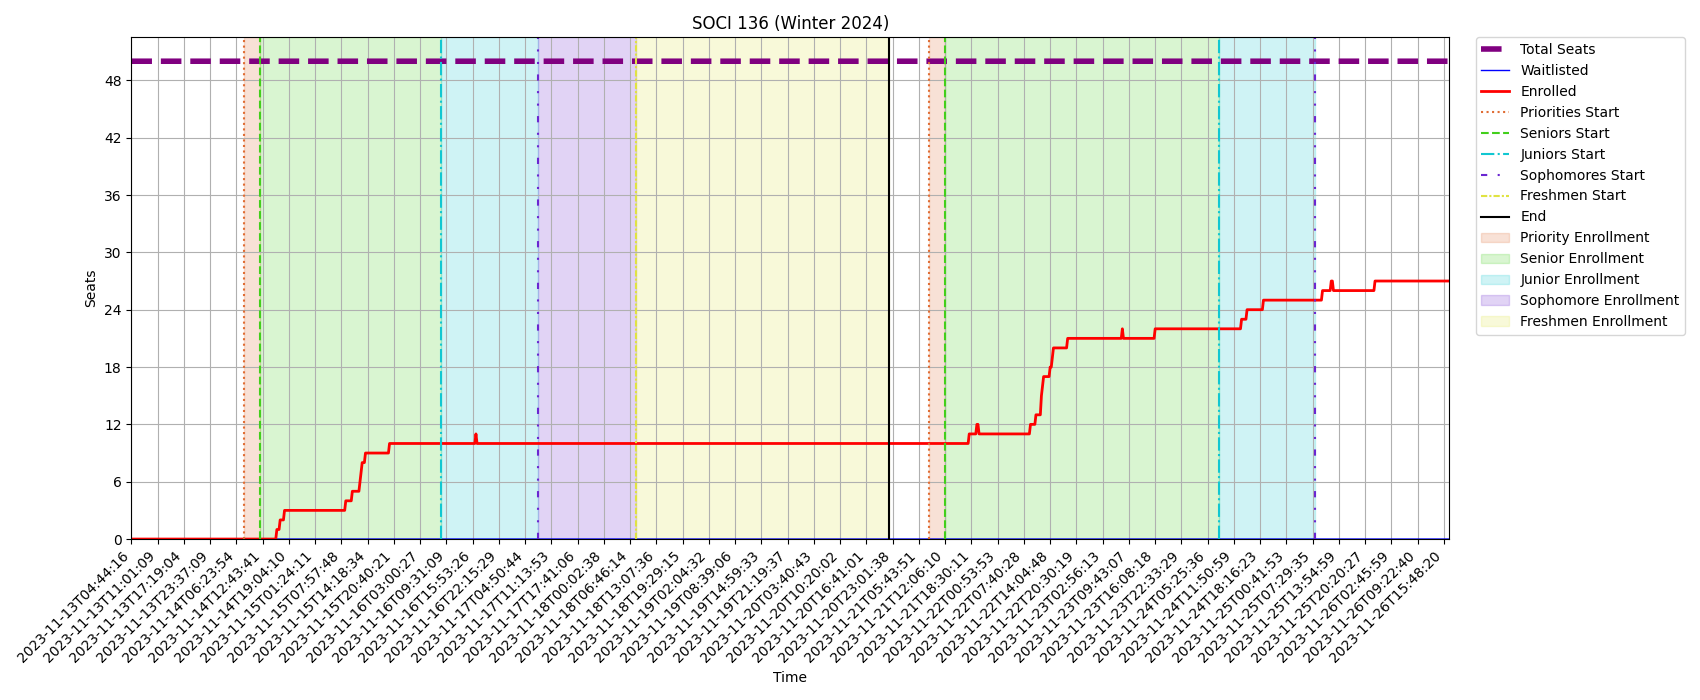 SOCI 136 (Winter 2024)
Seats
48
42
36
30
24
18
12
6
0
2023-11-13T04:44:16
2023-11-13T11:01:09
2023-11-13T17:19:04
2023-11-13T23:37:09
2023-11-14T06:23:54
2023-11-14T12:43:41
2023-11-14T19:04:10
2023-11-15T01:24:11
2023-11-15T07:57:48
2023-11-15T14:18:34
2023-11-15T20:40:21
2023-11-16T03:00:27
2023-11-16T09:31:09
2023-11-16T15:53:26
2023-11-16T22:15:29
2023-11-17T04:50:44
2023-11-17T11:13:53
2023-11-17T17:41:06
2023-11-18T00:02:38
2023-11-18T06:46:14
2023-11-18T13:07:36
2023-11-18T19:29:15
2023-11-19T02:04:32
2023-11-19T08:39:06
2023-11-19T14:59:33
2023-11-19T21:19:37
2023-11-20T03:40:43
2023-11-20T10:20:02
2023-11-20T16:41:01
2023-11-20T23:01:38
2023-11-21T05:43:51
2023-11-21T12:06:10
2023-11-21T18:30:11
2023-11-22T00:53:53
2023-11-22T07:40:28
2023-11-22T14:04:48
2023-11-22T20:30:19
2023-11-23T02:56:13
2023-11-23T09:43:07
2023-11-23T16:08:18
2023-11-23T22:33:29
2023-11-24T05:25:36
2023-11-24T11:50:59
2023-11-24T18:16:23
2023-11-25T00:41:53
2023-11-25T07:29:35
2023-11-25T13:54:59
2023-11-25T20:20:27
2023-11-26T02:45:59
2023-11-26T09:22:40
2023-11-26T15:48:20
Time
Total Seats
Waitlisted
Enrolled
Priorities Start
Seniors Start
Juniors Start
Sophomores Start
Freshmen Start
End
Priority Enrollment
Senior Enrollment
Junior Enrollment
Sophomore Enrollment
Freshmen Enrollment